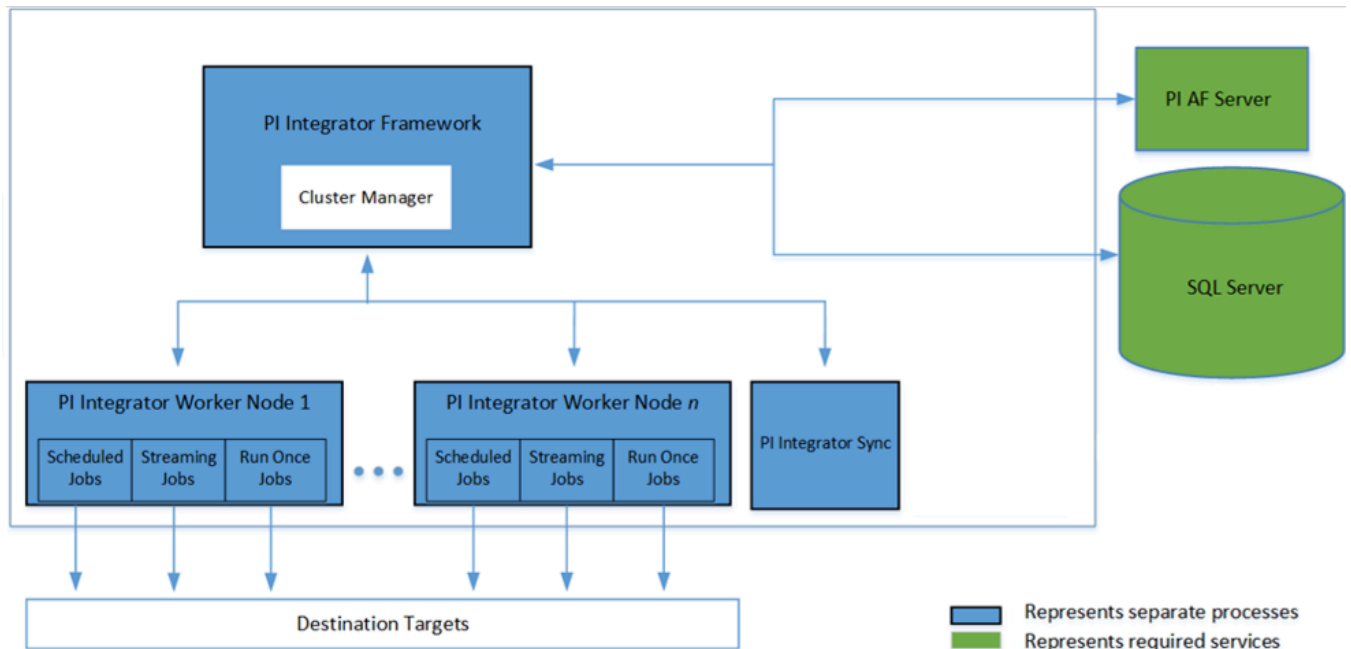 PI Integrator Framework
Cluster Manager
PI AF Server
SQL Server
PI Integrator Worker Node 1
Scheduled
Jobs
Streaming
Jobs
Run Once
Jobs
PI Integrator Worker Node n
Scheduled
Jobs
Streaming
Jobs
Run Once
Jobs
PI Integrator Sync
Destination Targets
Represents separate processes
Represents required services